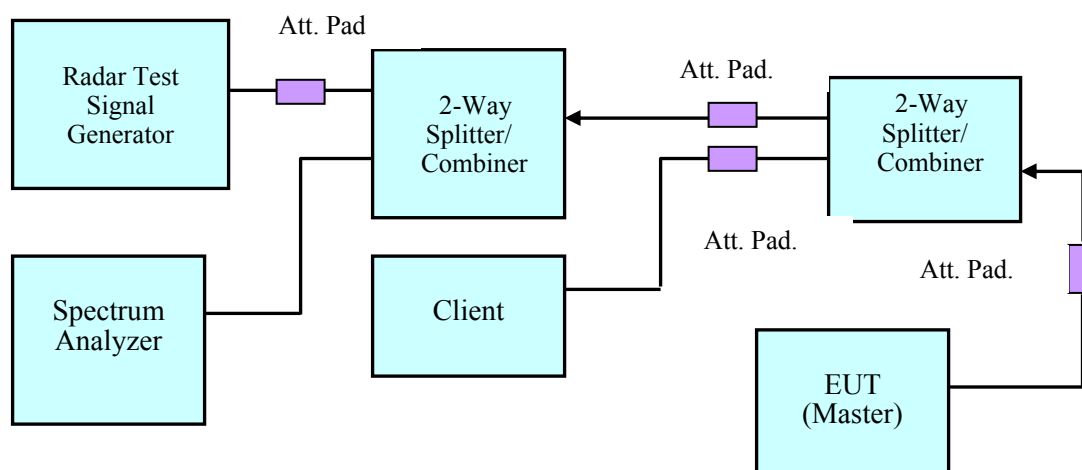 Att. Pad
Radar Test
Signal
Generator
2-Way
Splitter/
Combiner
Att. Pad.
2-Way
Splitter/
Combiner
Att. Pad.
Att. Pad.
Spectrum
Analyzer
Client
EUT
(Master)